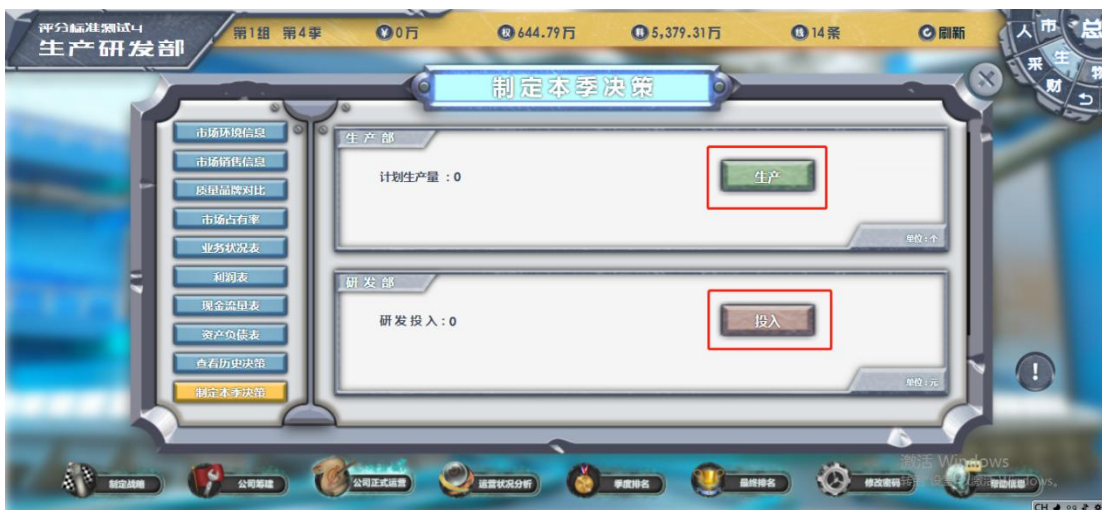 评分标准测试4
生产研发部
第1组 第4季
¥0万
权 644.79万
5,379.31万
线 14条
刷新
人 市 总
采 生 物
财
制定本季决策
市场环境信息
市场销售信息
质量品牌对比
市场占有率
业务状况表
利润表
现金流量表
资产负债表
查看历史决策
制定本季决策
生产部
计划生产量 :0
生产
单位:个
研发部
研发投入:0
投入
单位:元
激活 Windows
制定战略
公司筹建
公司正式运营
运营状况分析
季度排名
最终排名
修改密码
帮助信息
CH